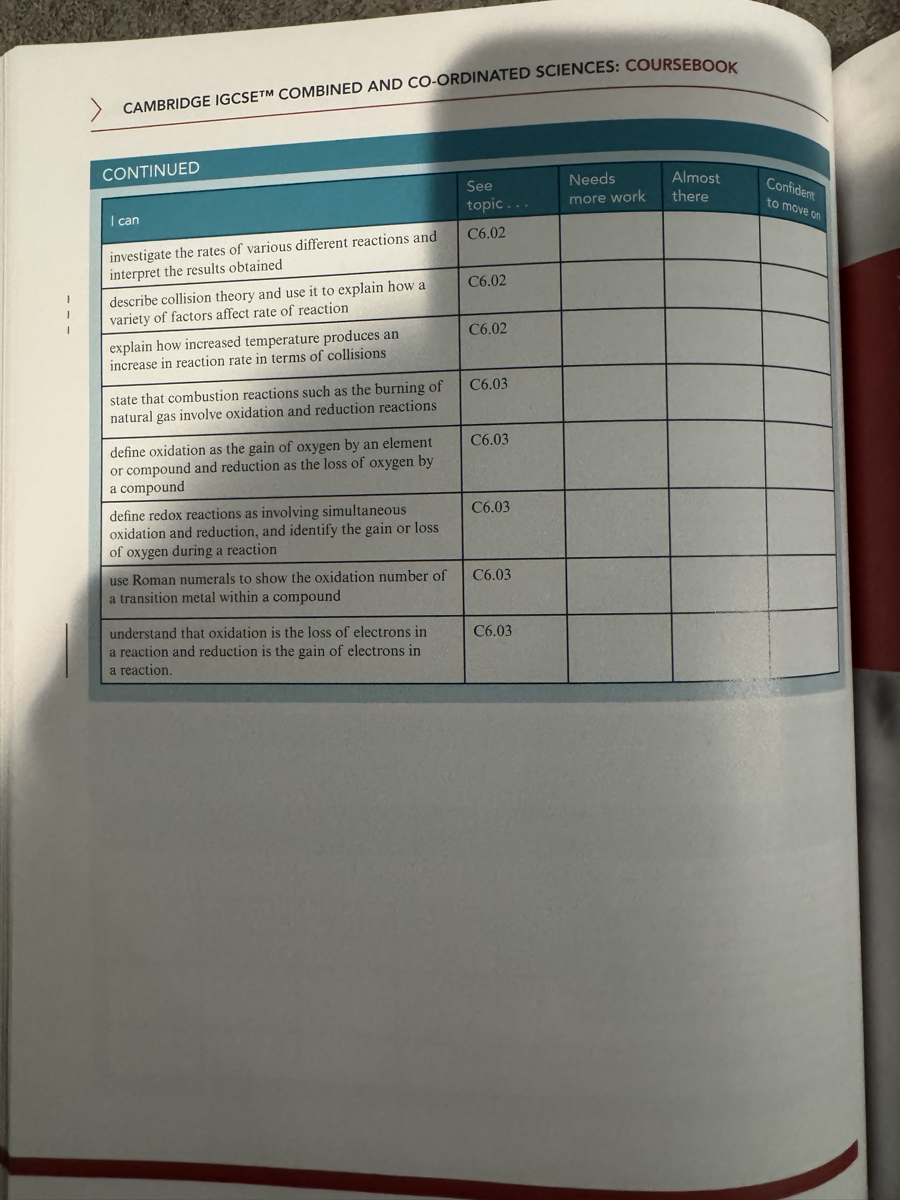 CAMBRIDGE IGCSE™ COMBINED AND CO-ORDINATED SCIENCES: COURSEBOOK
CONTINUED
I can
See
topic . . .
Needs
more work
Almost
there
Confident
to move on
investigate the rates of various different reactions and
interpret the results obtained
C6.02
describe collision theory and use it to explain how a
variety of factors affect rate of reaction
C6.02
explain how increased temperature produces an
increase in reaction rate in terms of collisions
C6.02
state that combustion reactions such as the burning of
natural gas involve oxidation and reduction reactions
C6.03
define oxidation as the gain of oxygen by an element
or compound and reduction as the loss of oxygen by
a compound
C6.03
define redox reactions as involving simultaneous
oxidation and reduction, and identify the gain or loss
of oxygen during a reaction
C6.03
use Roman numerals to show the oxidation number of
a transition metal within a compound
C6.03
understand that oxidation is the loss of electrons in
a reaction and reduction is the gain of electrons in
a reaction.
C6.03